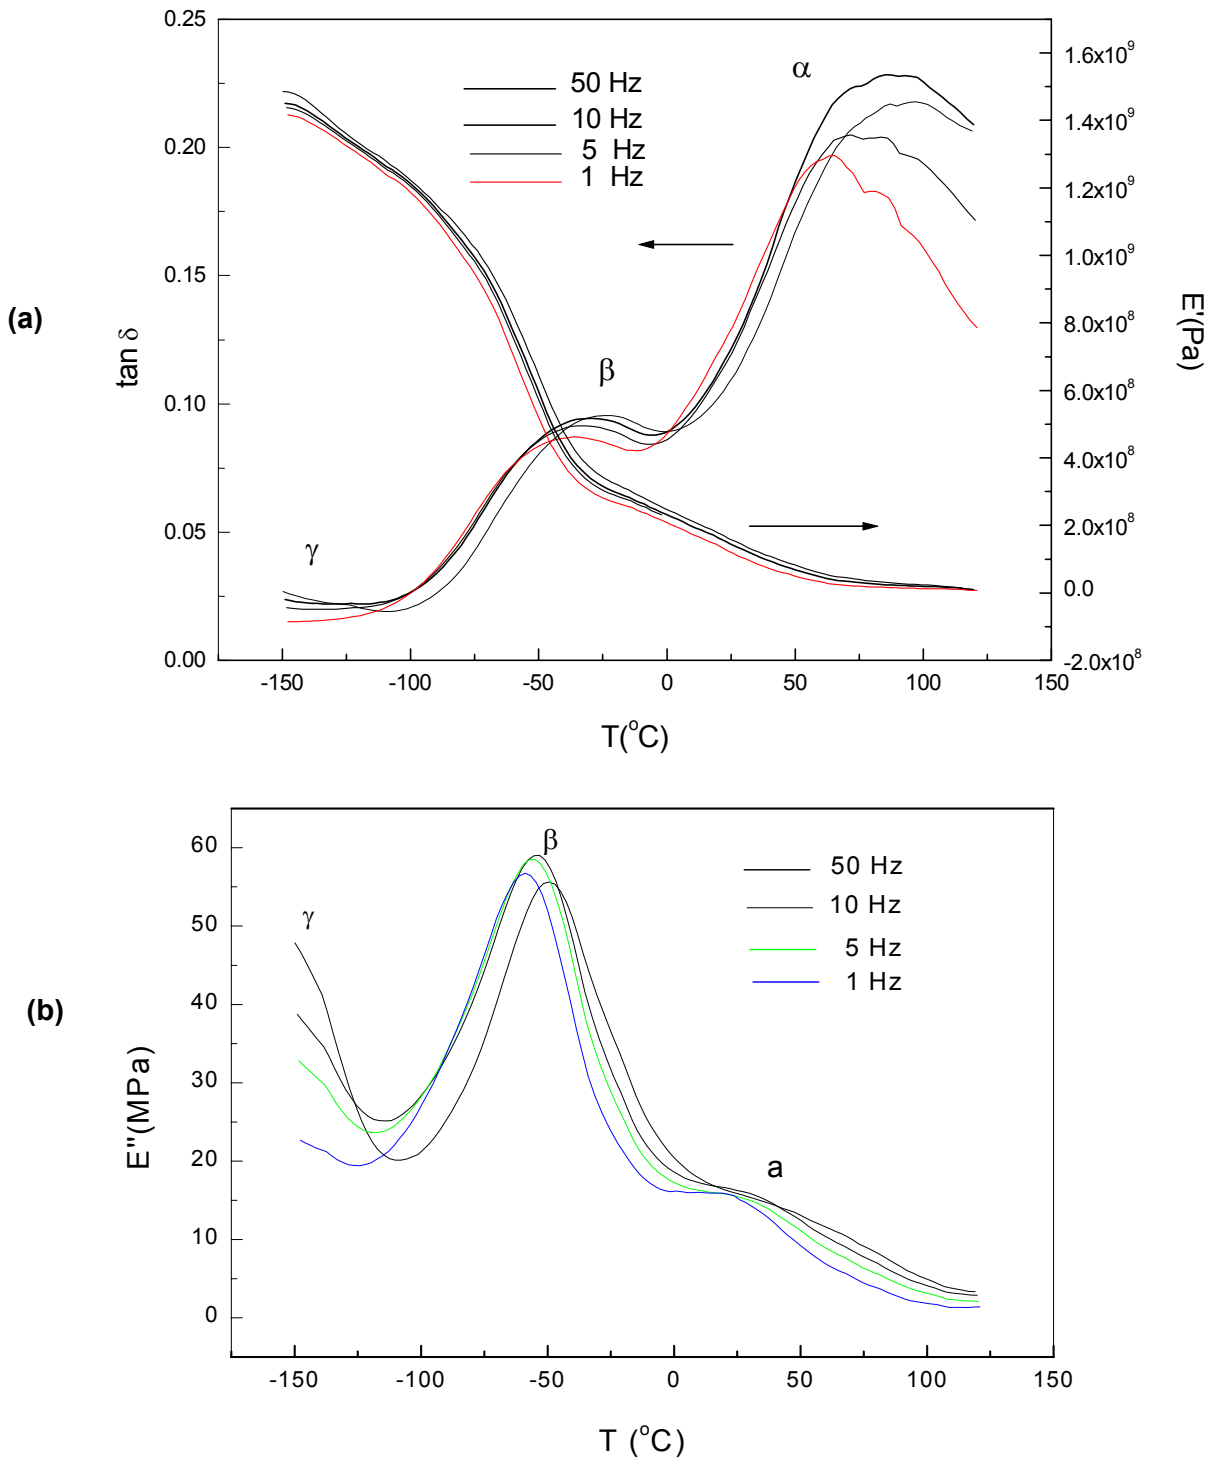 α
50 Hz
10 Hz
5 Hz
1 Hz
β
γ
(a)
tan δ
0.25
0.20
0.15
0.10
0.05
0.00
1.6x10⁹
1.4x10⁹
1.2x10⁹
1.0x10⁹
8.0x10⁸
6.0x10⁸
4.0x10⁸
2.0x10⁸
0.0
-2.0x10⁸
E'(Pa)
-150 -100 -50 0 50 100 150
T(°C)
β
γ
a
50 Hz
10 Hz
5 Hz
1 Hz
(b)
E"(MPa)
60
50
40
30
20
10
0
-150 -100 -50 0 50 100 150
T (°C)